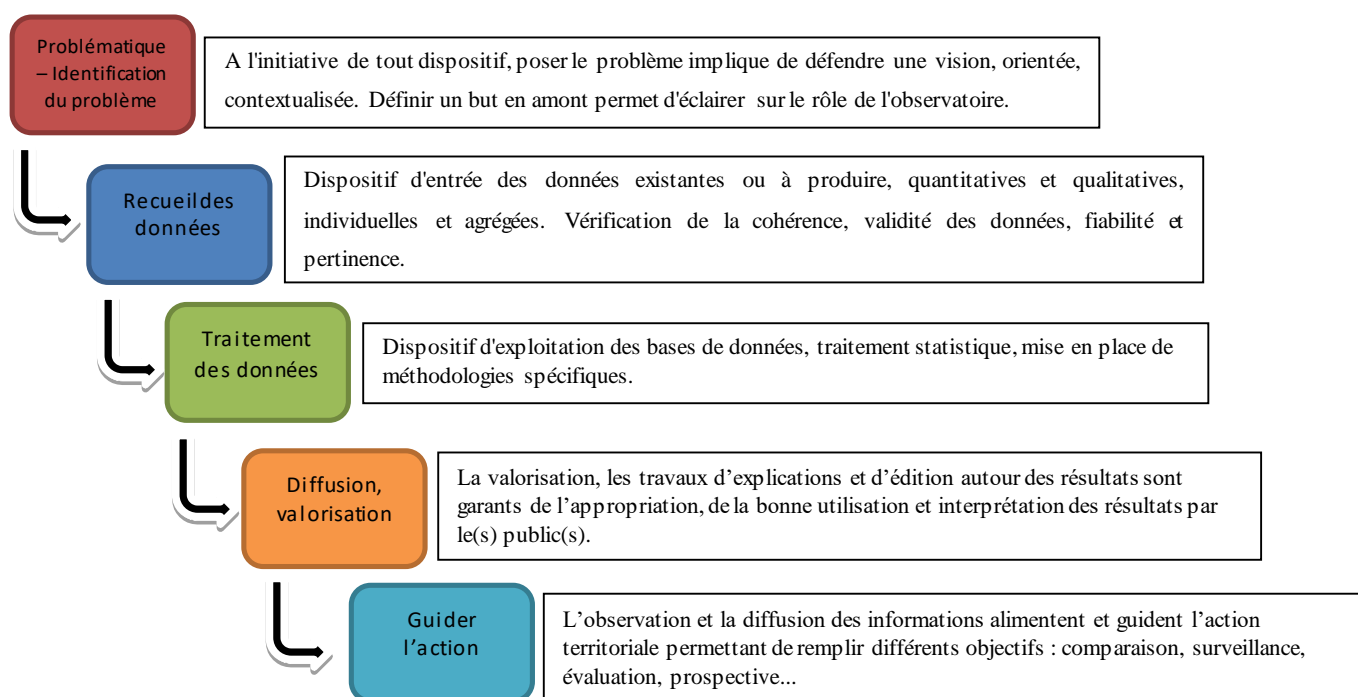 Problématique
– Identification
du problème
A l'initiative de tout dispositif, poser le problème implique de défendre une vision, orientée,
contextualisée. Définir un but en amont permet d'éclairer sur le rôle de l'observatoire.
Recueil des
données
Dispositif d'entrée des données existantes ou à produire, quantitatives et qualitatives,
individuelles et agrégées. Vérification de la cohérence, validité des données, fiabilité et
pertinence.
Traitement
des données
Dispositif d'exploitation des bases de données, traitement statistique, mise en place de
méthodologies spécifiques.
Diffusion,
valorisation
La valorisation, les travaux d’explications et d’édition autour des résultats sont
garants de l’appropriation, de la bonne utilisation et interprétation des résultats par
le(s) public(s).
Guider
l’action
L’observation et la diffusion des informations alimentent et guident l’action
territoriale permettant de remplir différents objectifs : comparaison, surveillance,
évaluation, prospective...